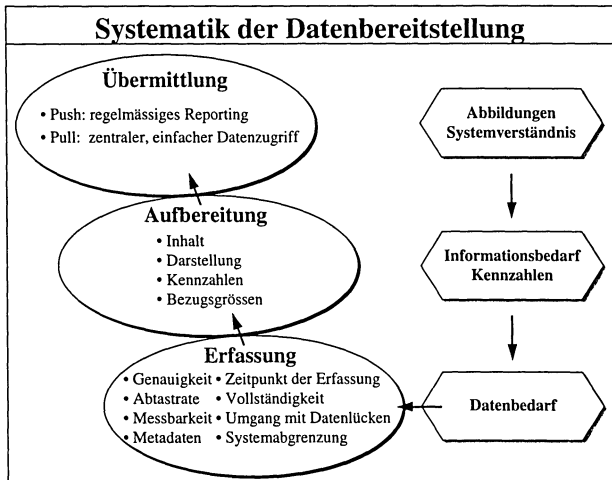 Systematik der Datenbereitstellung
Übermittlung
• Push: regelmässiges Reporting
• Pull: zentraler, einfacher Datenzugriff
Aufbereitung
• Inhalt
• Darstellung
• Kennzahlen
• Bezugsgrössen
Erfassung
• Genauigkeit • Zeitpunkt der Erfassung
• Abtastrate • Vollständigkeit
• Messbarkeit • Umgang mit Datenlücken
• Metadaten • Systemabgrenzung
Abbildungen
Systemverständnis
Informationsbedarf
Kennzahlen
Datenbedarf